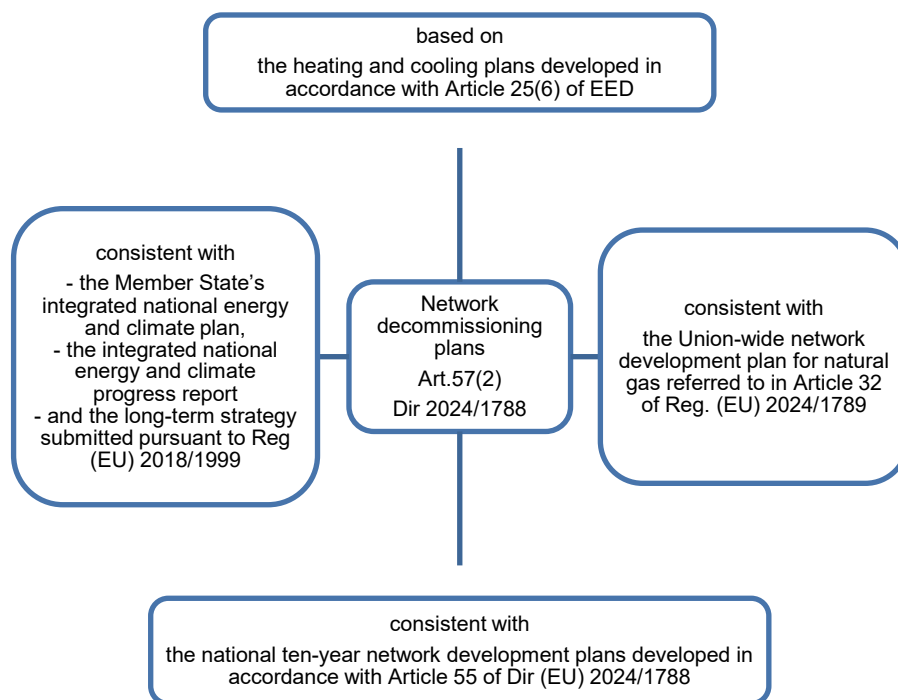 based on
the heating and cooling plans developed in
accordance with Article 25(6) of EED
consistent with
- the Member State’s
integrated national energy
and climate plan,
- the integrated national
energy and climate
progress report
- and the long-term strategy
submitted pursuant to Reg
(EU) 2018/1999
Network
decommissioning
plans
Art.57(2)
Dir 2024/1788
consistent with
the Union-wide network
development plan for natural
gas referred to in Article 32
of Reg. (EU) 2024/1789
consistent with
the national ten-year network development plans developed in
accordance with Article 55 of Dir (EU) 2024/1788